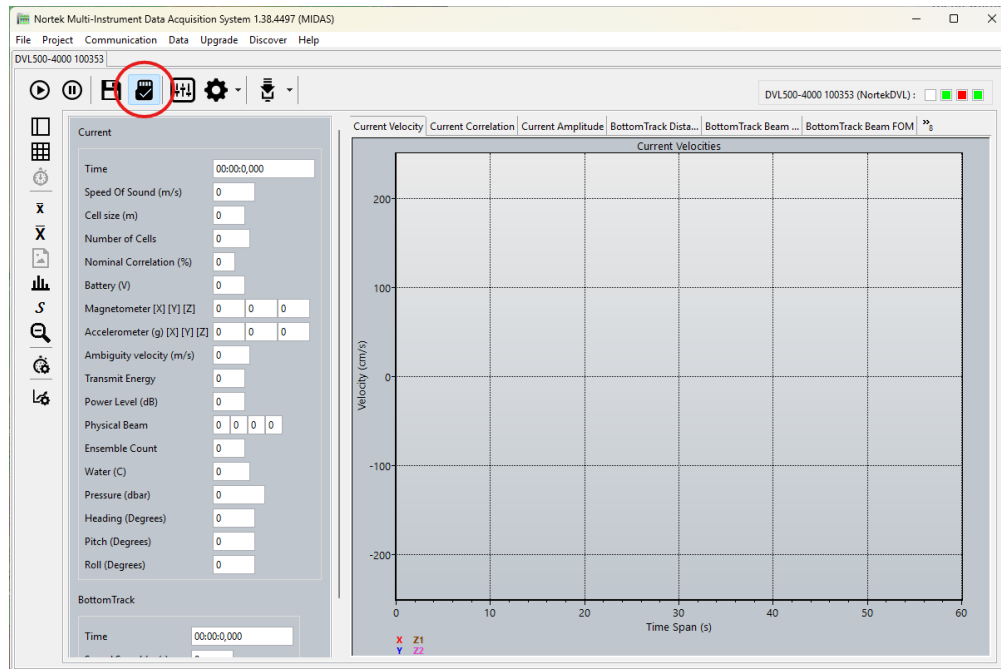 Nortek Multi-Instrument Data Acquisition System 1.38.4497 (MIDAS)
File Project Communication Data Upgrade Discover Help
DVL500-4000 100353
DVL500-4000 100353 (NortekDVL) :
Current
Time 00:00:0,000
Speed Of Sound (m/s) 0
Cell size (m) 0
Number of Cells 0
Nominal Correlation (%) 0
Battery (V) 0
Magnetometer [X] [Y] [Z] 0 0 0
Accelerometer (g) [X] [Y] [Z] 0 0 0
Ambiguity velocity (m/s) 0
Transmit Energy 0
Power Level (dB) 0
Physical Beam 0 0 0 0
Ensemble Count 0
Water (C) 0
Pressure (dbar) 0
Heading (Degrees) 0
Pitch (Degrees) 0
Roll (Degrees) 0
BottomTrack
Time 00:00:0,000
x̄
X̄
S
Current Velocity Current Correlation Current Amplitude BottomTrack Dista... BottomTrack Beam ... BottomTrack Beam FOM »8
Current Velocities
Velocity (cm/s)
200
100
0
-100
-200
0 10 20 30 40 50 60
Time Span (s)
X Z1
Y Z2